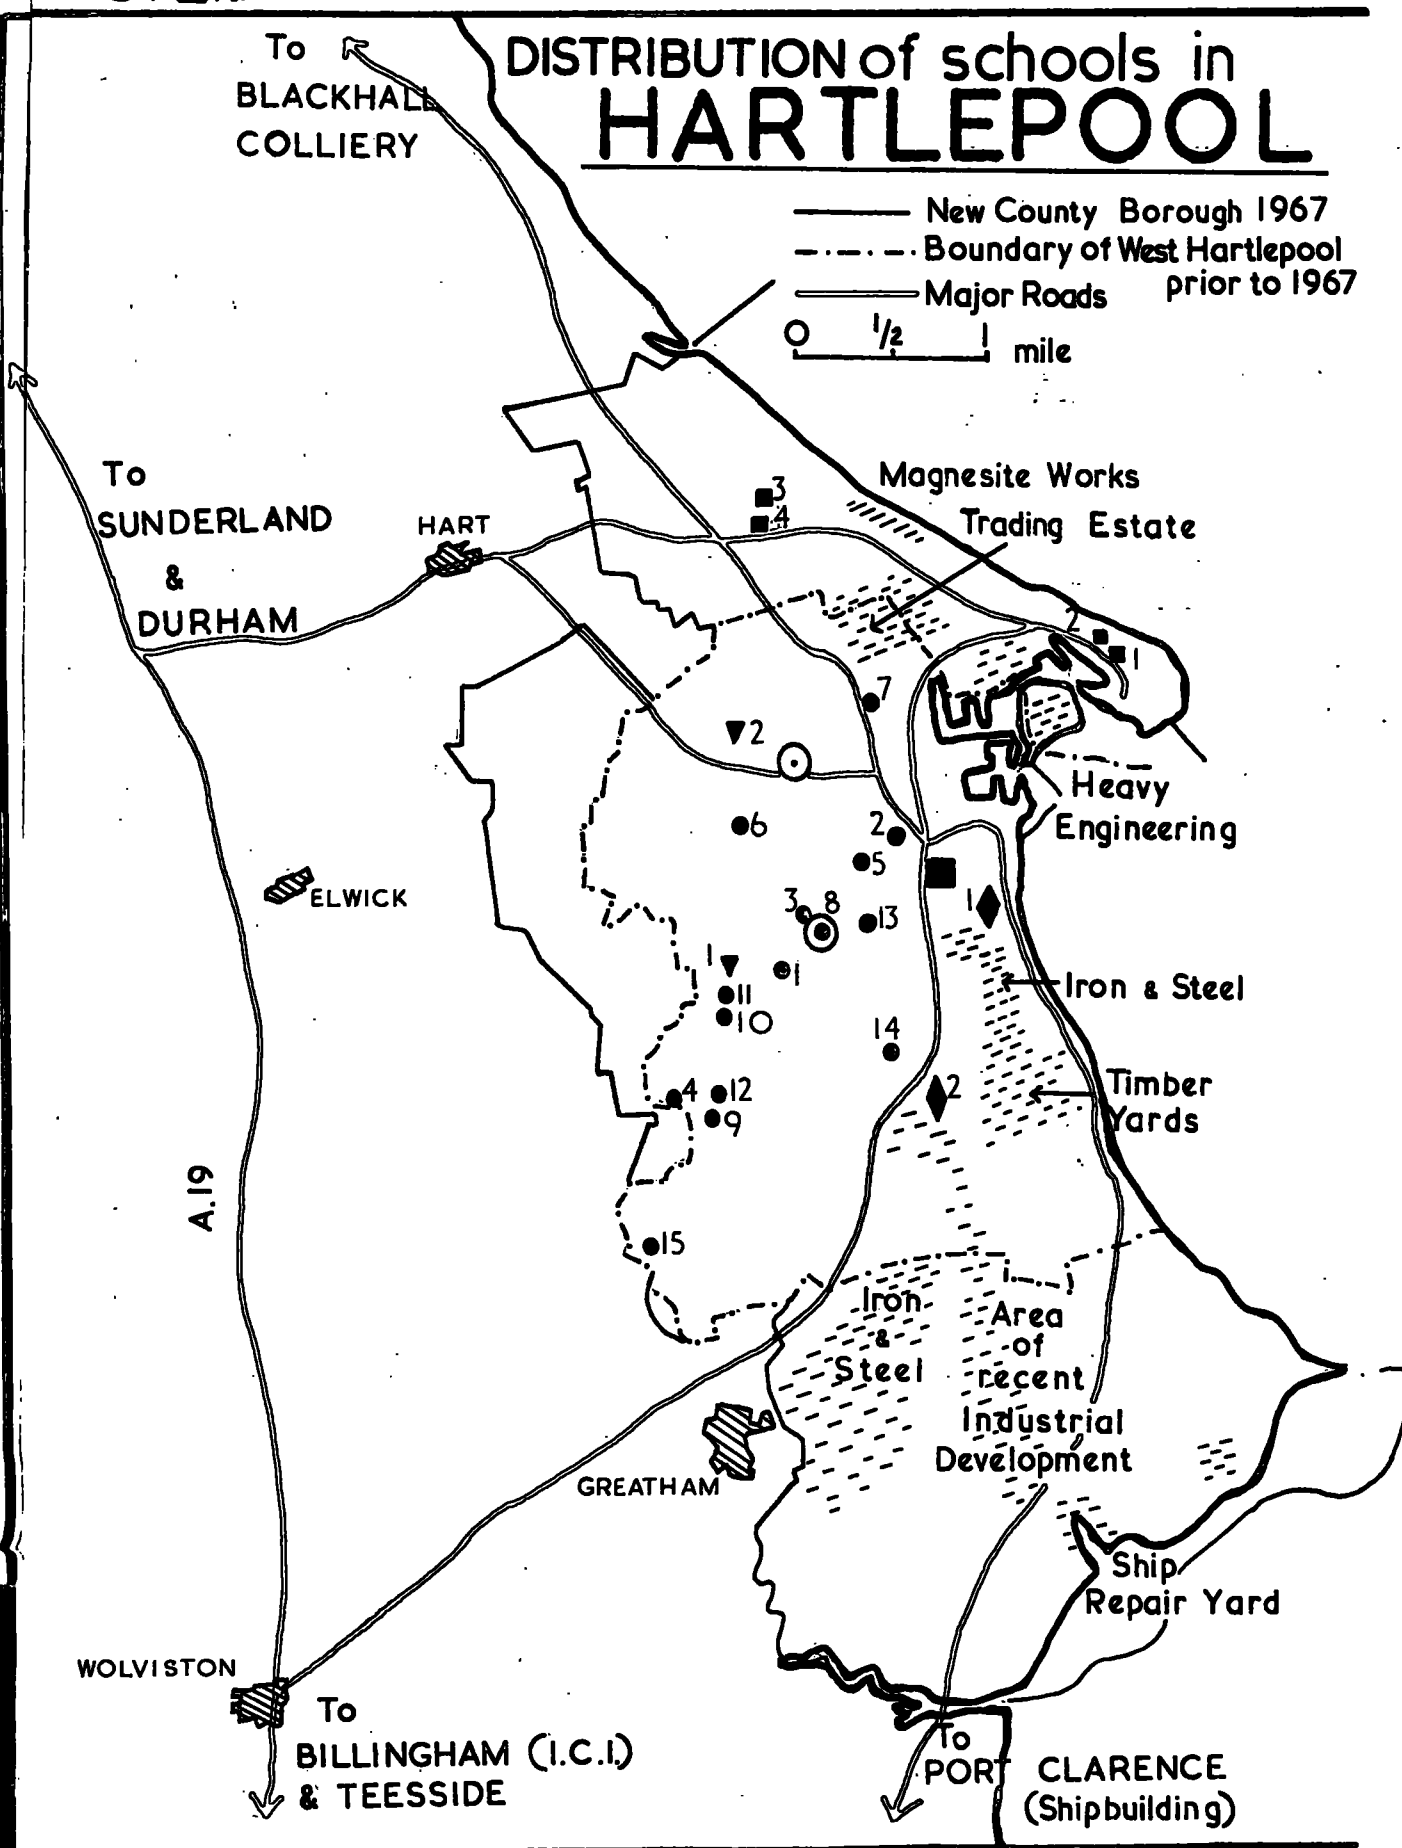 To
BLACKHALL
COLLIERY
DISTRIBUTION of schools in
HARTLEPOOL
New County Borough 1967
Boundary of West Hartlepool
prior to 1967
Major Roads
O 1/2 1
mile
To
SUNDERLAND
&
DURHAM
HART
Magnesite Works
Trading Estate
3
4
2
1
7
2
Heavy
Engineering
6
2
5
ELWICK
3
8
13
1
1
1
11
10
Iron & Steel
14
4
12
9
2
Timber
Yards
A.19
15
Iron
&
Steel
Area
of
recent
Industrial
Development
GREATHAM
Ship
Repair Yard
WOLVISTON
To
BILLINGHAM (I.C.I.)
& TEESSIDE
To
PORT CLARENCE
(Shipbuilding)